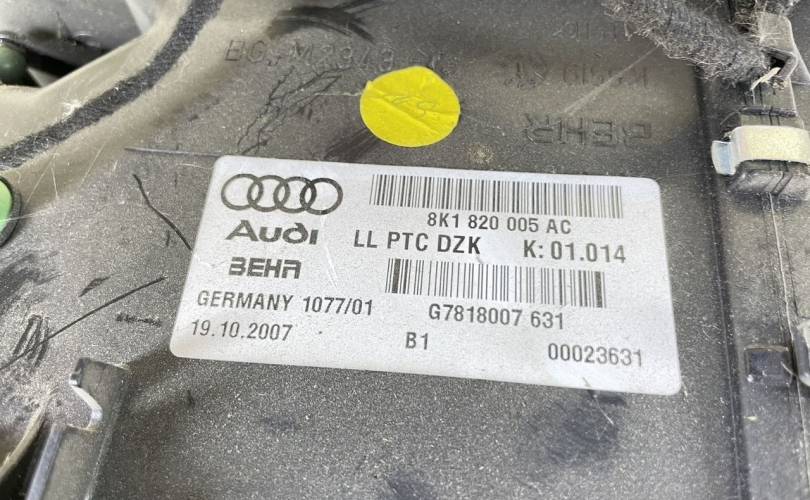 BEHR
8K1 820 005 AC
Audi
LL PTC DZK K: 01.014
BEHR
GERMANY 1077/01
G7818007 631
19.10.2007
B1
00023631